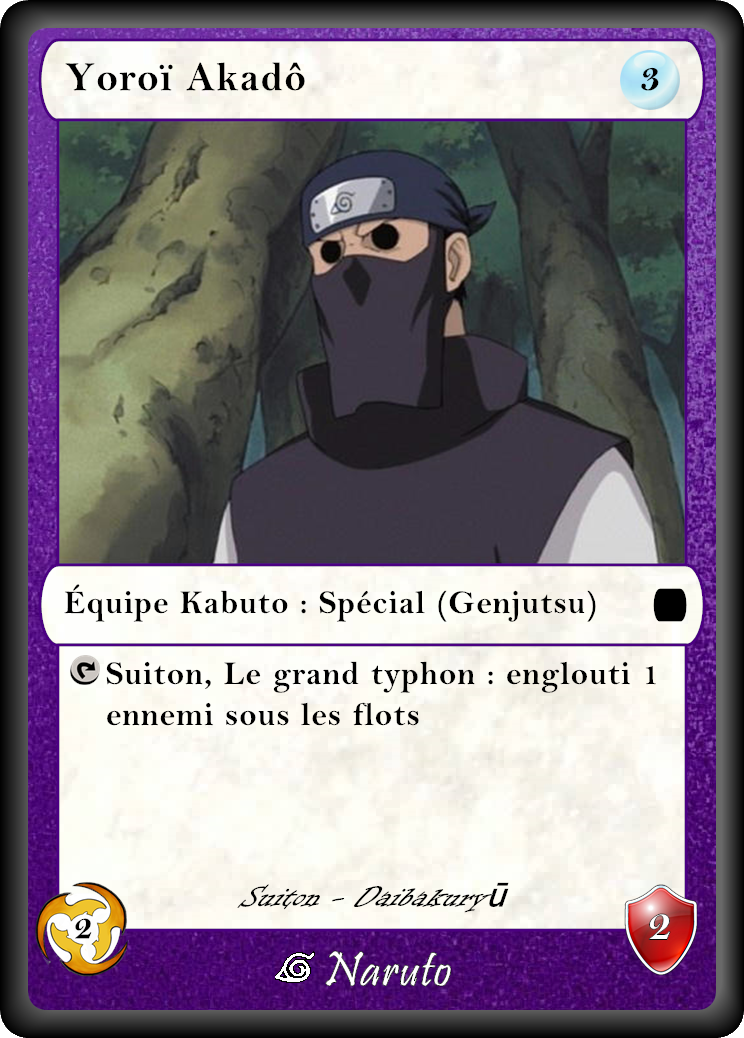 Yoroï Akadô
3
Équipe Kabuto : Spécial (Genjutsu)
Suiton, Le grand typhon : englouti 1
ennemi sous les flots
Suiton - Daibakuryū
2
2
Naruto